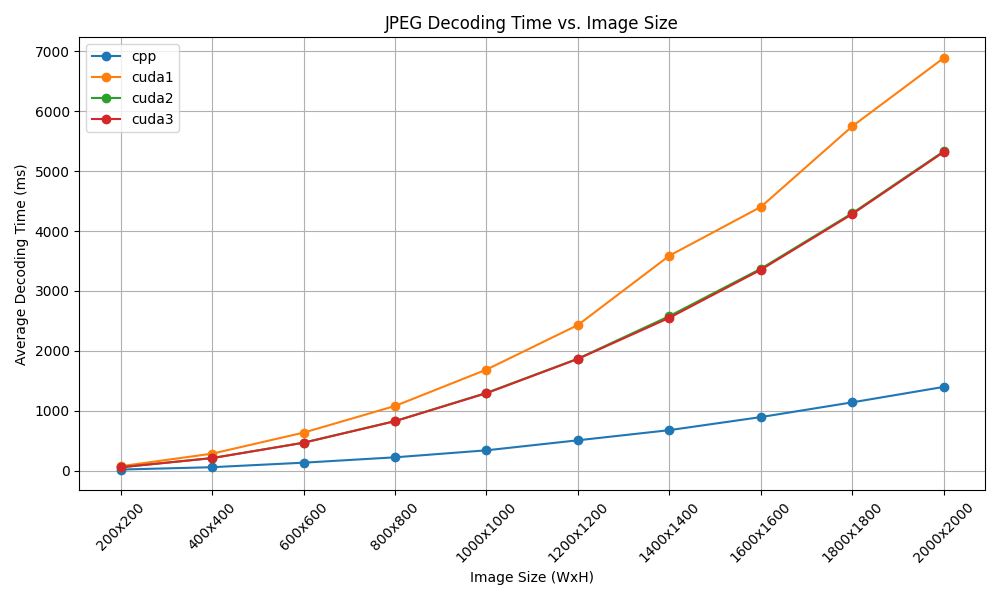 JPEG Decoding Time vs. Image Size
cpp
cuda1
cuda2
cuda3
Average Decoding Time (ms)
7000
6000
5000
4000
3000
2000
1000
0
200x200
400x400
600x600
800x800
1000x1000
1200x1200
1400x1400
1600x1600
1800x1800
2000x2000
Image Size (WxH)